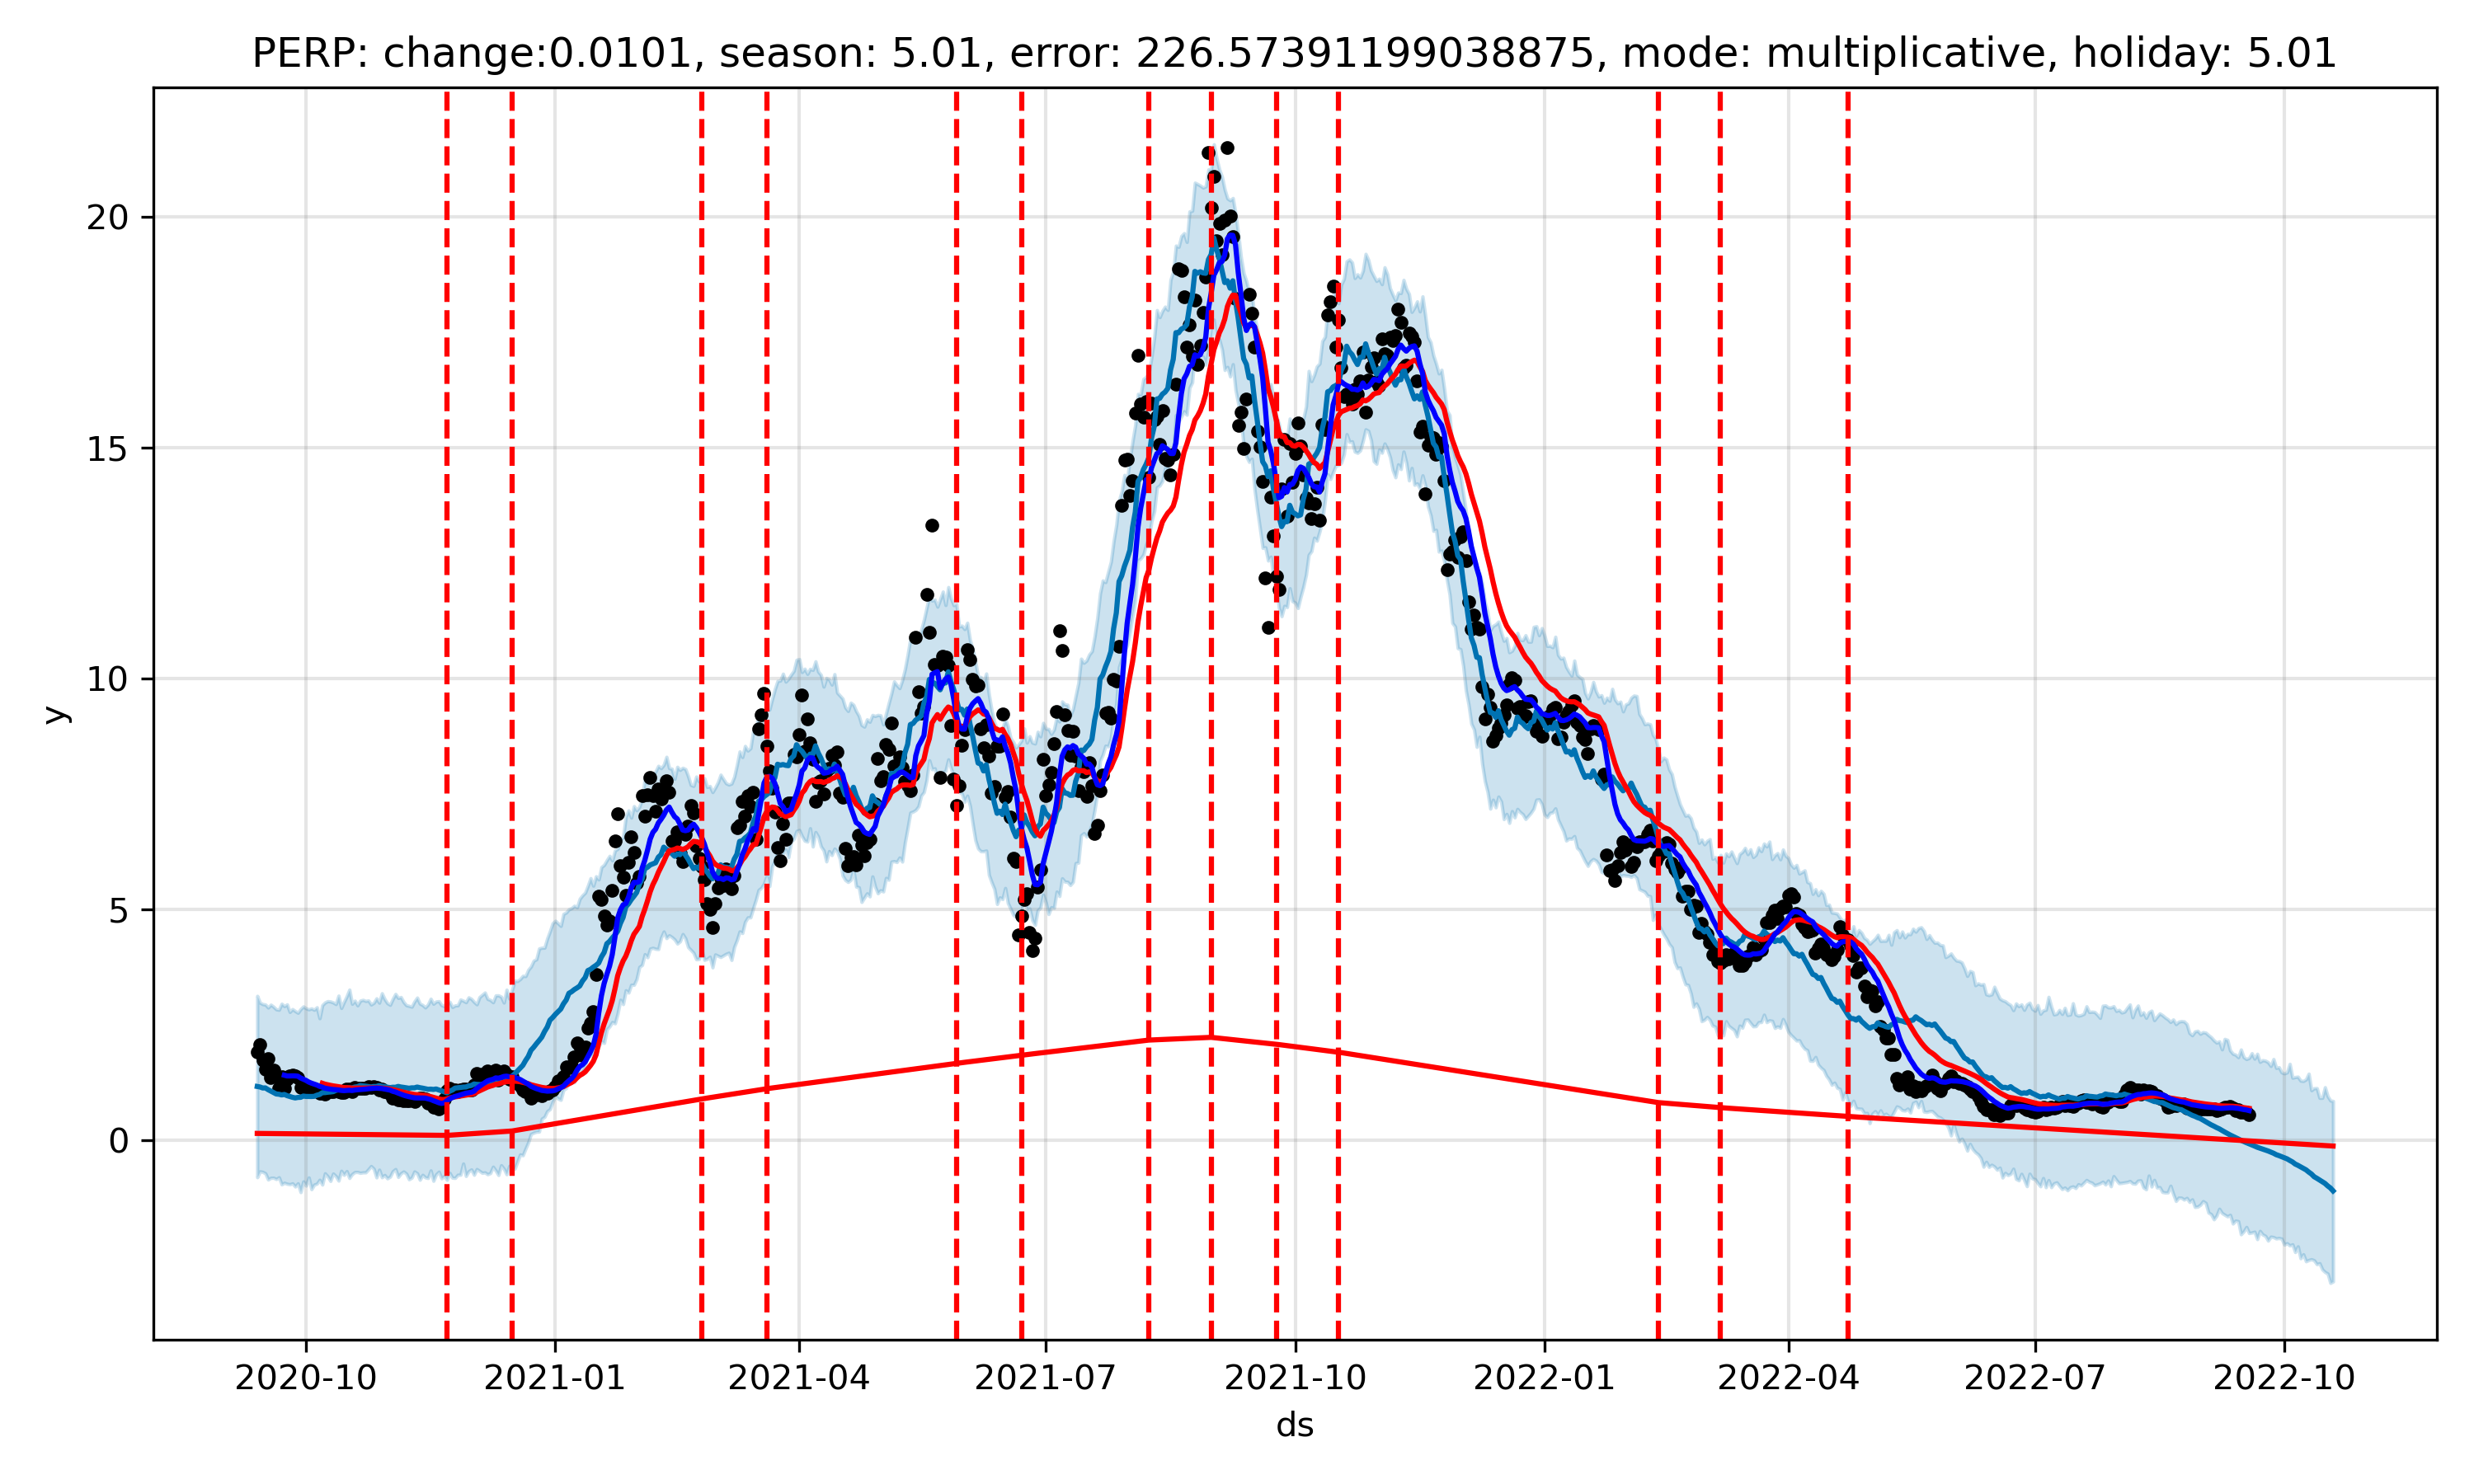 PERP: change:0.0101, season: 5.01, error: 226.57391199038875, mode: multiplicative, holiday: 5.01
20
15
10
5
0
y
2020-10 2021-01 2021-04 2021-07 2021-10 2022-01 2022-04 2022-07 2022-10
ds